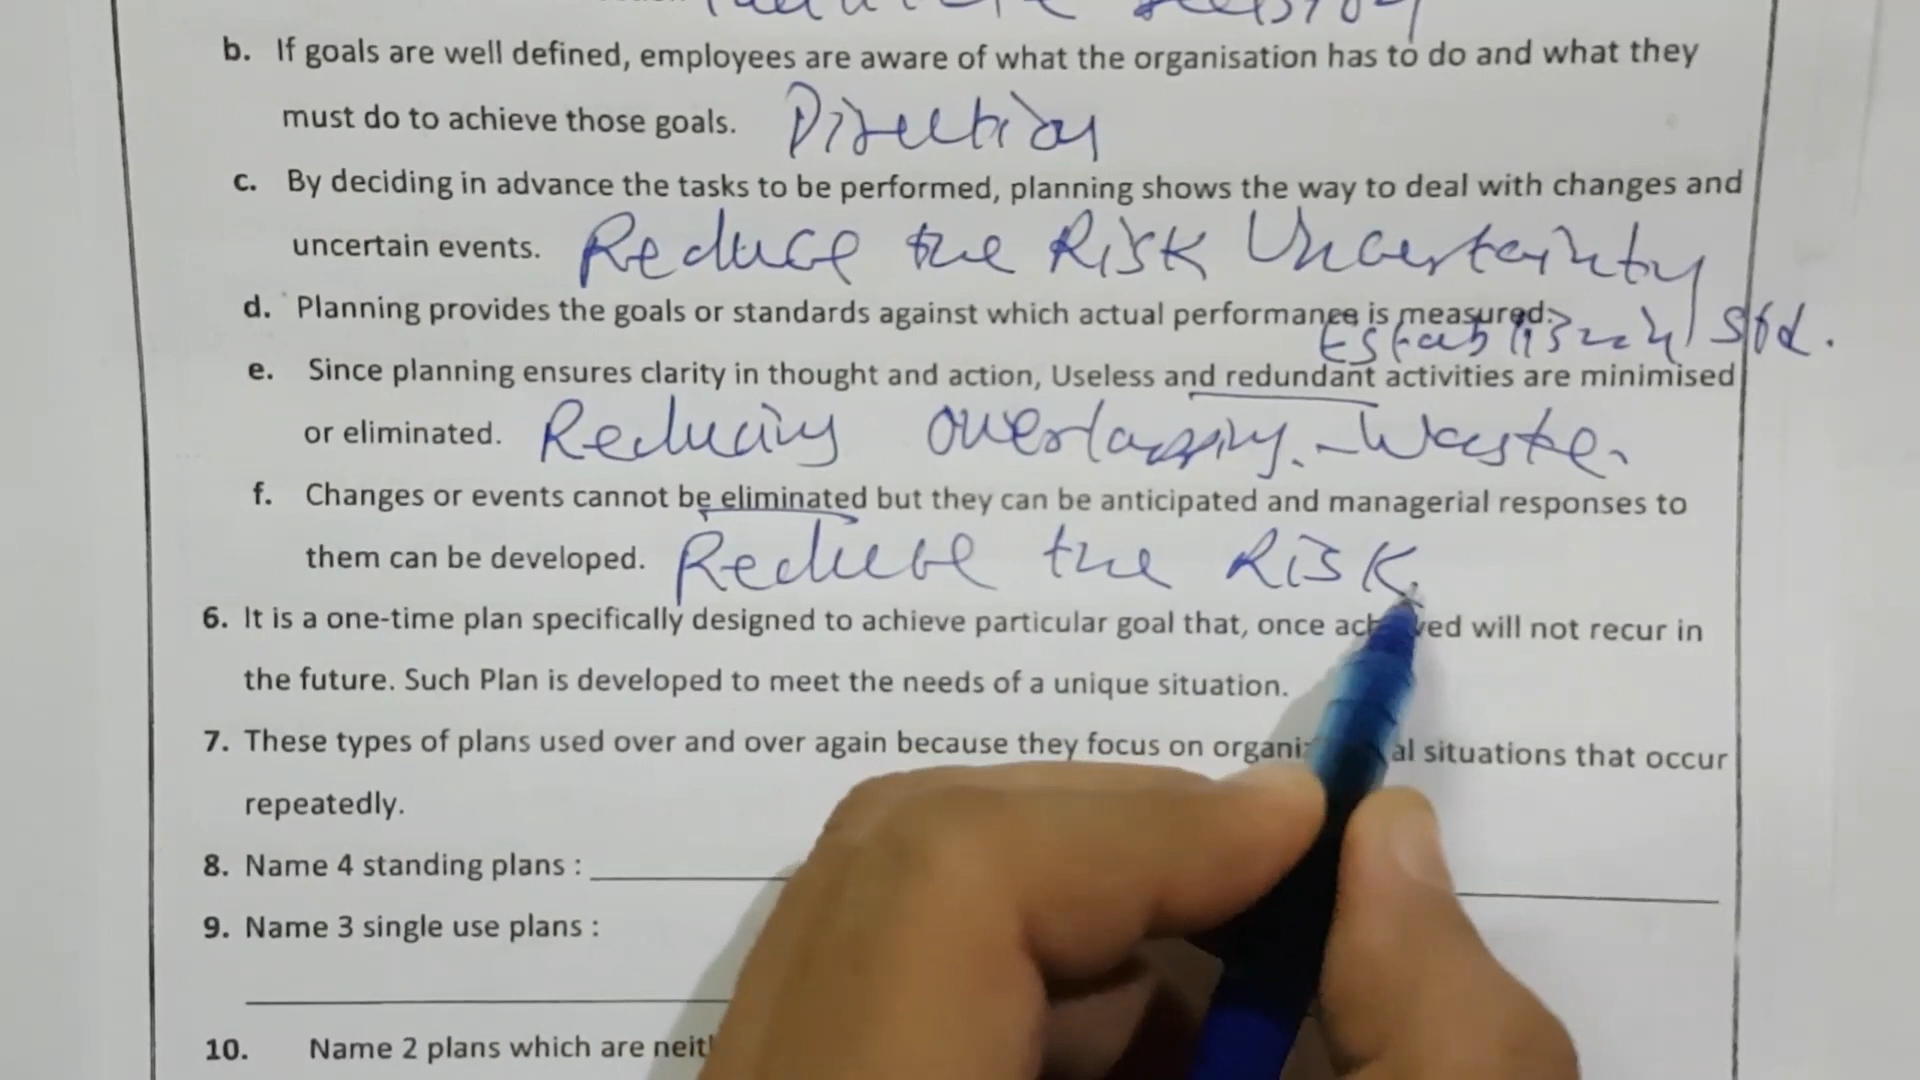 b. If goals are well defined, employees are aware of what the organisation has to do and what they
must do to achieve those goals. Direction
c. By deciding in advance the tasks to be performed, planning shows the way to deal with changes and
uncertain events. Reduce the Risk Uncertainty
d. Planning provides the goals or standards against which actual performance is measured.
Establishing Std.
e. Since planning ensures clarity in thought and action, Useless and redundant activities are minimised
or eliminated. Reducing overlapping - Waste.
f. Changes or events cannot be eliminated but they can be anticipated and managerial responses to
them can be developed. Reduce the Risk.
6. It is a one-time plan specifically designed to achieve particular goal that, once will not recur in
the future. Such Plan is developed to meet the needs of a unique situation.
7. These types of plans used over and over again because they focus on situations that occur
repeatedly.
8. Name 4 standing plans :
9. Name 3 single use plans :
10. Name 2 plans which are